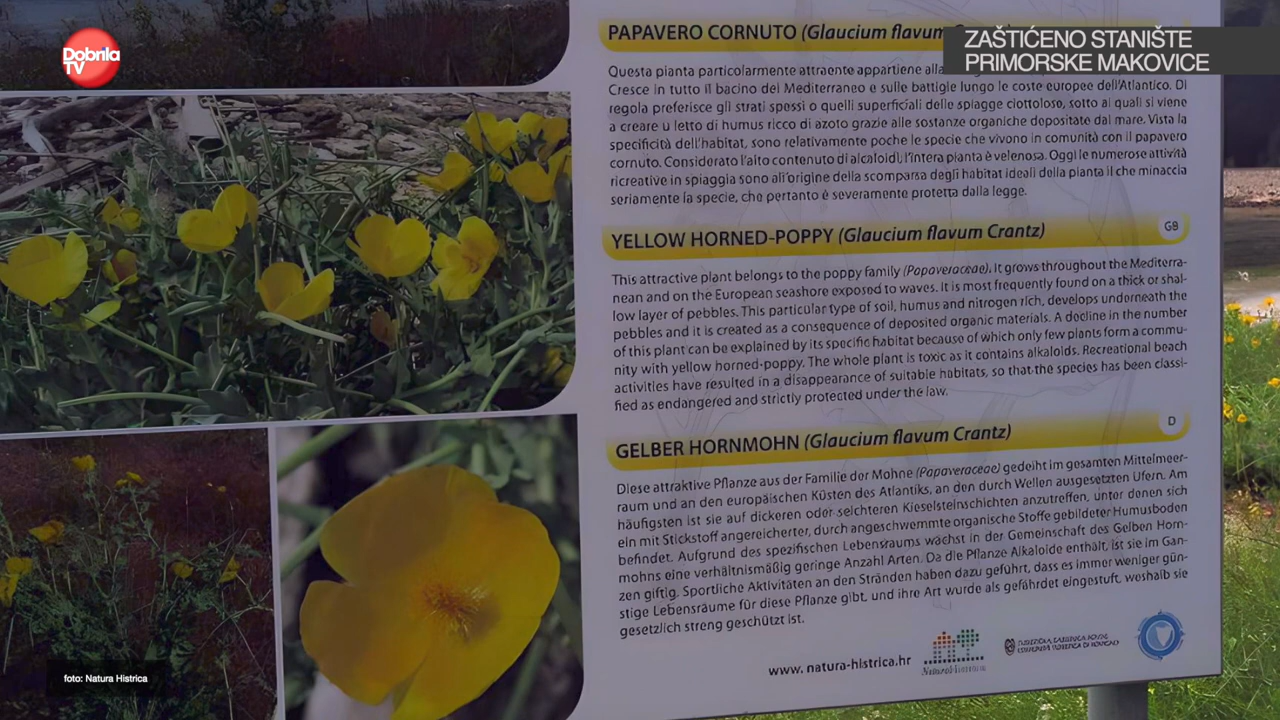 Dobrila
TV
ZAŠTIĆENO STANIŠTE
PRIMORSKE MAKOVICE
PAPAVERO CORNUTO (Glaucium flavum
Questa pianta particolarmente attraente appartiene alla
Cresce in tutto il bacino del Mediterraneo e sulle battigie lungo le coste europee dell'Atlantico. Di
regola preferisce gli strati spessi o quelli superficiali delle spiagge ciottolose, sotto ai quali si viene
a creare u letto di humus ricco di azoto grazie alle sostanze organiche depositate dal mare. Vista la
specificità dell'habitat, sono relativamente poche le specie che vivono in comunità con il papavero
cornuto. Considerato l'alto contenuto di alcaloidi, l'intera pianta è velenosa. Oggi le numerose attività
ricreative in spiaggia sono all'origine della scomparsa degli habitat ideali della pianta il che minaccia
seriamente la specie, che pertanto è severamente protetta dalla legge.
YELLOW HORNED-POPPY (Glaucium flavum Crantz)
GB
This attractive plant belongs to the poppy family (Papaveraceae). It grows throughout the Mediterra-
nean and on the European seashore exposed to waves. It is most frequently found on a thick or shal-
low layer of pebbles. This particular type of soil, humus and nitrogen rich, develops underneath the
pebbles and it is created as a consequence of deposited organic materials. A decline in the number
of this plant can be explained by its specific habitat because of which only few plants form a commu-
nity with yellow horned-poppy. The whole plant is toxic as it contains alkaloids. Recreational beach
activities have resulted in a disappearance of suitable habitats, so that the species has been classi-
fied as endangered and strictly protected under the law.
GELBER HORNMOHN (Glaucium flavum Crantz)
D
Diese attraktive Pflanze aus der Familie der Mohne (Papaveraceae) gedeiht im gesamten Mittelmeer-
raum und an den europäischen Küsten des Atlantiks, an den durch Wellen ausgesetzten Ufern. Am
häufigsten ist sie auf dickeren oder seichteren Kieselsteinschichten anzutreffen, unter denen sich
ein mit Stickstoff angereicherter, durch angeschwemmte organische Stoffe gebildeter Humusboden
befindet. Aufgrund des spezifischen Lebensraums wächst in der Gemeinschaft des Gelben Horn-
mohns eine verhältnismäßig geringe Anzahl Arten. Da die Pflanze Alkaloide enthält, ist sie im Gan-
zen giftig. Sportliche Aktivitäten an den Stränden haben dazu geführt, dass es immer weniger gün-
stige Lebensräume für diese Pflanze gibt, und ihre Art wurde als gefährdet eingestuft, weshalb sie
gesetzlich streng geschützt ist.
www.natura-histrica.hr
foto: Natura Histrica